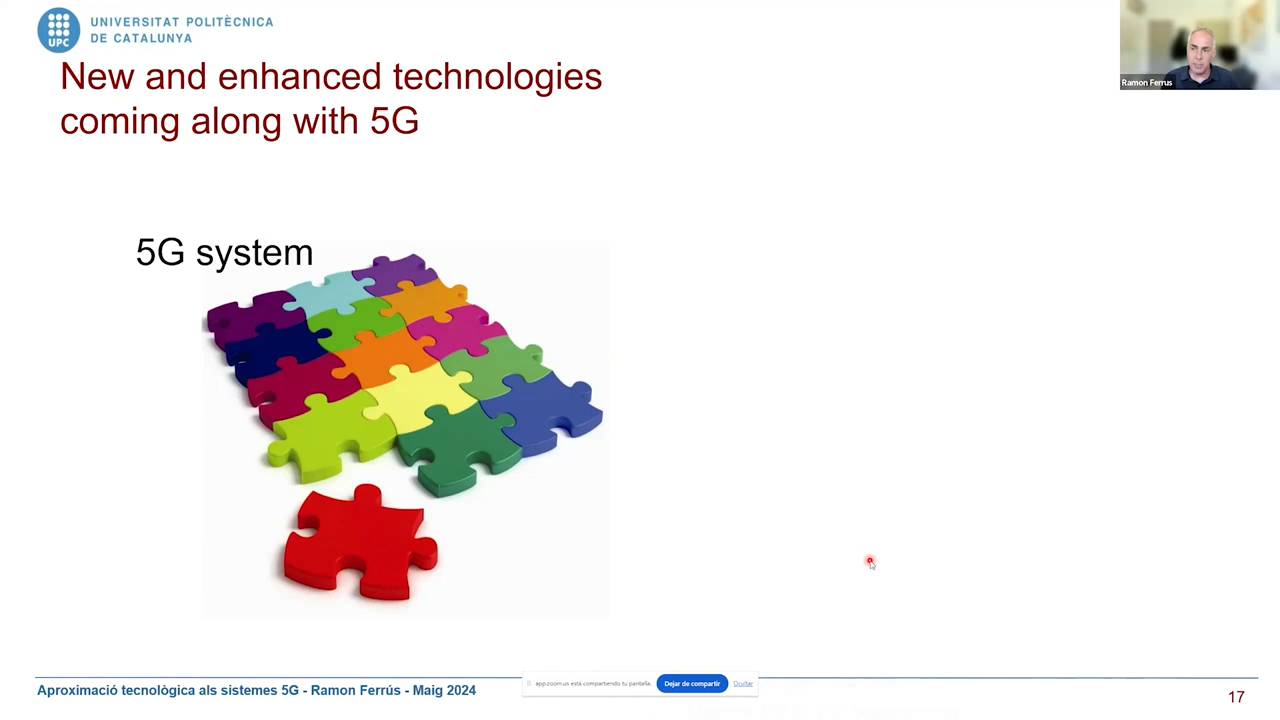 UNIVERSITAT POLITÈCNICA
DE CATALUNYA
UPC
New and enhanced technologies
coming along with 5G
Ramon Ferrus
5G system
Aproximació tecnològica als sistemes 5G - Ramon Ferrús - Maig 2024
app.zoom.us está compartiendo tu pantalla.
Dejar de compartir
Ocultar
17